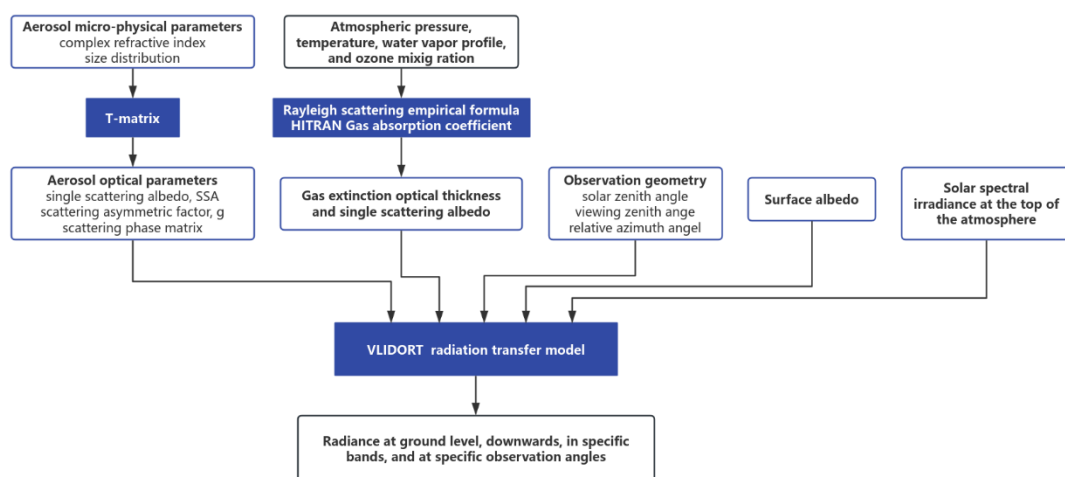 Aerosol micro-physical parameters
complex refractive index
size distribution
Atmospheric pressure,
temperature, water vapor profile,
and ozone mixig ration
T-matrix
Rayleigh scattering empirical formula
HITRAN Gas absorption coefficient
Aerosol optical parameters
single scattering albedo, SSA
scattering asymmetric factor, g
scattering phase matrix
Gas extinction optical thickness
and single scattering albedo
Observation geometry
solar zenith angle
viewing zenith ange
relative azimuth angel
Surface albedo
Solar spectral
irradiance at the top of
the atmosphere
VLIDORT radiation transfer model
Radiance at ground level, downwards, in specific
bands, and at specific observation angles